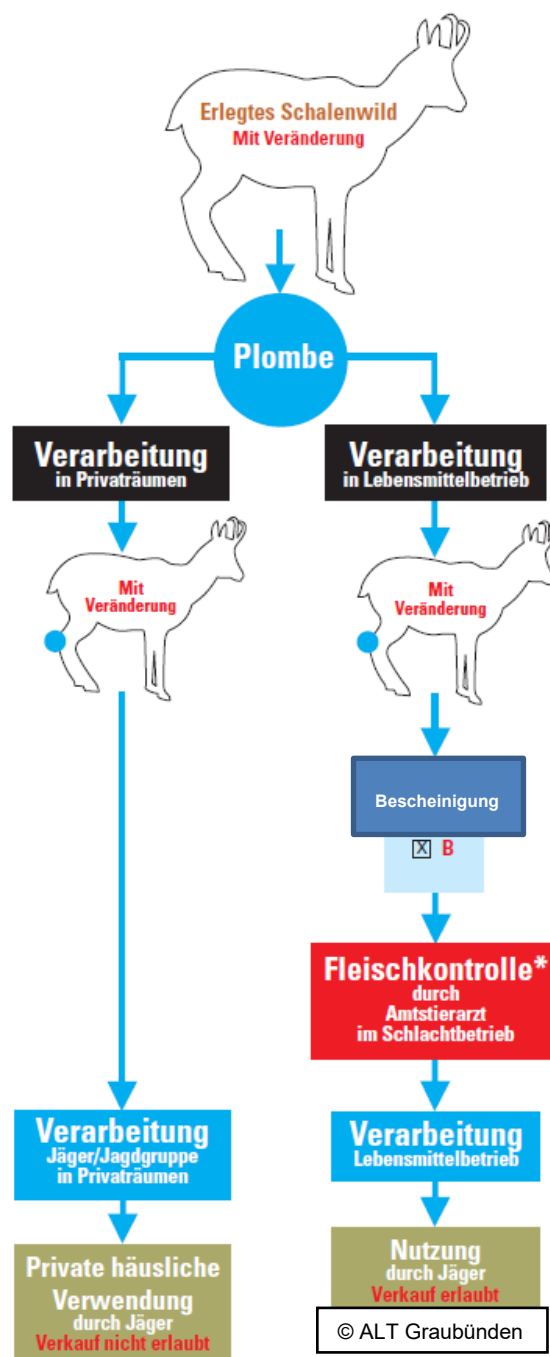 Erlegtes Schalenwild
Mit Veränderung
Plombe
Verarbeitung
in Privaträumen
Mit
Veränderung
Verarbeitung
Jäger/Jagdgruppe
in Privaträumen
Private häusliche
Verwendung
durch Jäger
Verkauf nicht erlaubt
Verarbeitung
in Lebensmittelbetrieb
Mit
Veränderung
Bescheinigung
X B
Fleischkontrolle*
durch
Amtstierarzt
im Schlachtbetrieb
Verarbeitung
Lebensmittelbetrieb
Nutzung
durch Jäger
Verkauf erlaubt
© ALT Graubünden